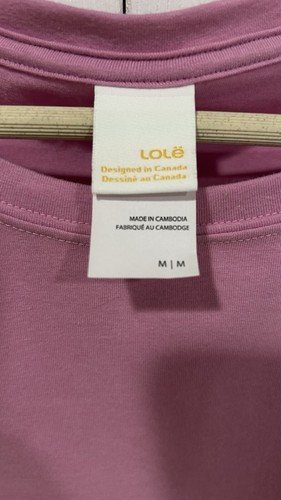 LOLË
Designed in Canada
Dessiné au Canada
MADE IN CAMBODIA
FABRIQUÉ AU CAMBODGE
M | M